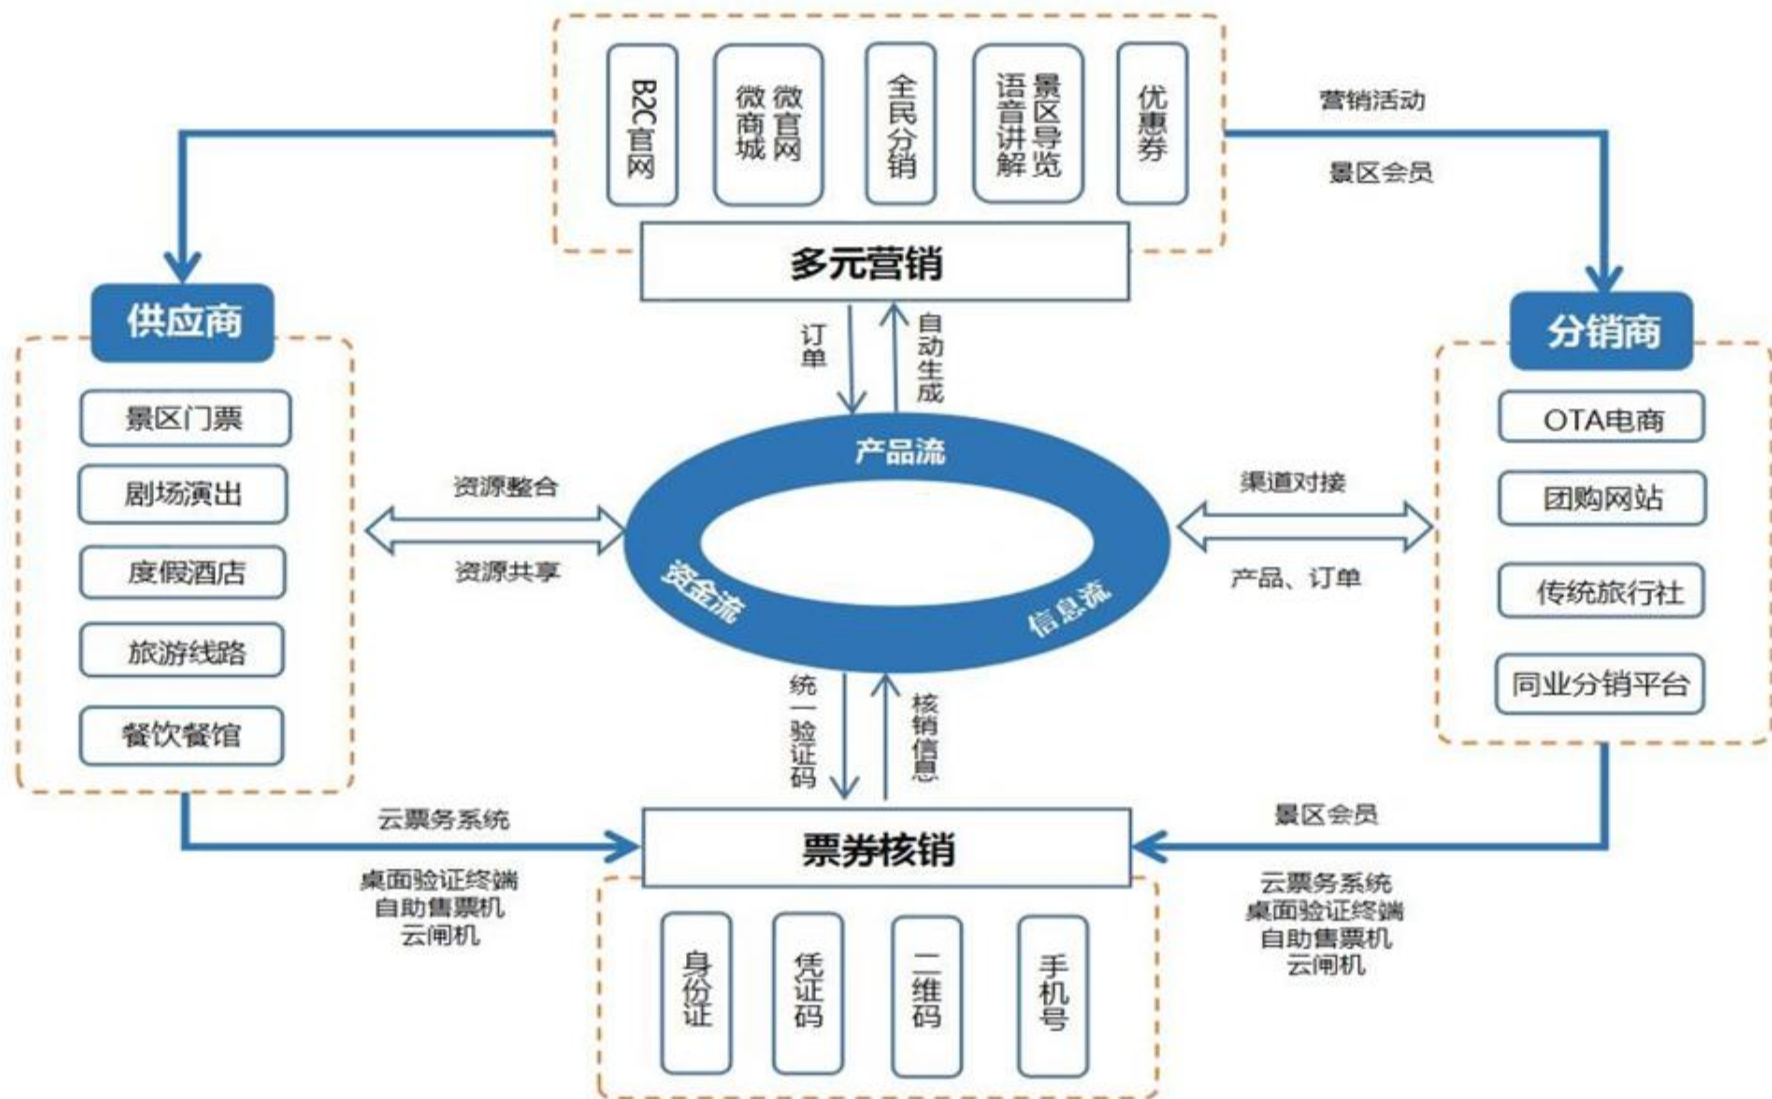 B2C官网
微官网
微商城
全民分销
景区导览
语音讲解
优惠券
多元营销
营销活动
景区会员
供应商
景区门票
剧场演出
度假酒店
旅游线路
餐饮餐馆
订单
自动生成
分销商
OTA电商
团购网站
传统旅行社
同业分销平台
资源整合
资源共享
产品流
资金流
信息流
渠道对接
产品、订单
统一验证码
核销信息
云票务系统
桌面验证终端
自助售票机
云闸机
票券核销
景区会员
云票务系统
桌面验证终端
自助售票机
云闸机
身份证
凭证码
二维码
手机号